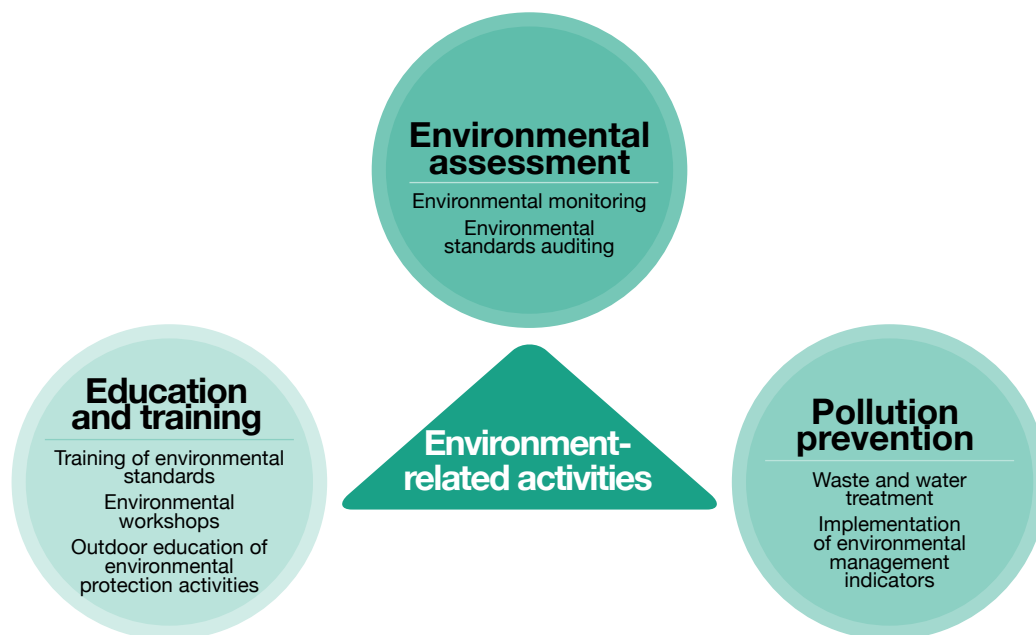 Environmental
assessment
Environmental monitoring
Environmental
standards auditing
Education
and training
Training of environmental
standards
Environmental
workshops
Outdoor education of
environmental
protection activities
Environment-
related activities
Pollution
prevention
Waste and water
treatment
Implementation
of environmental
management
indicators